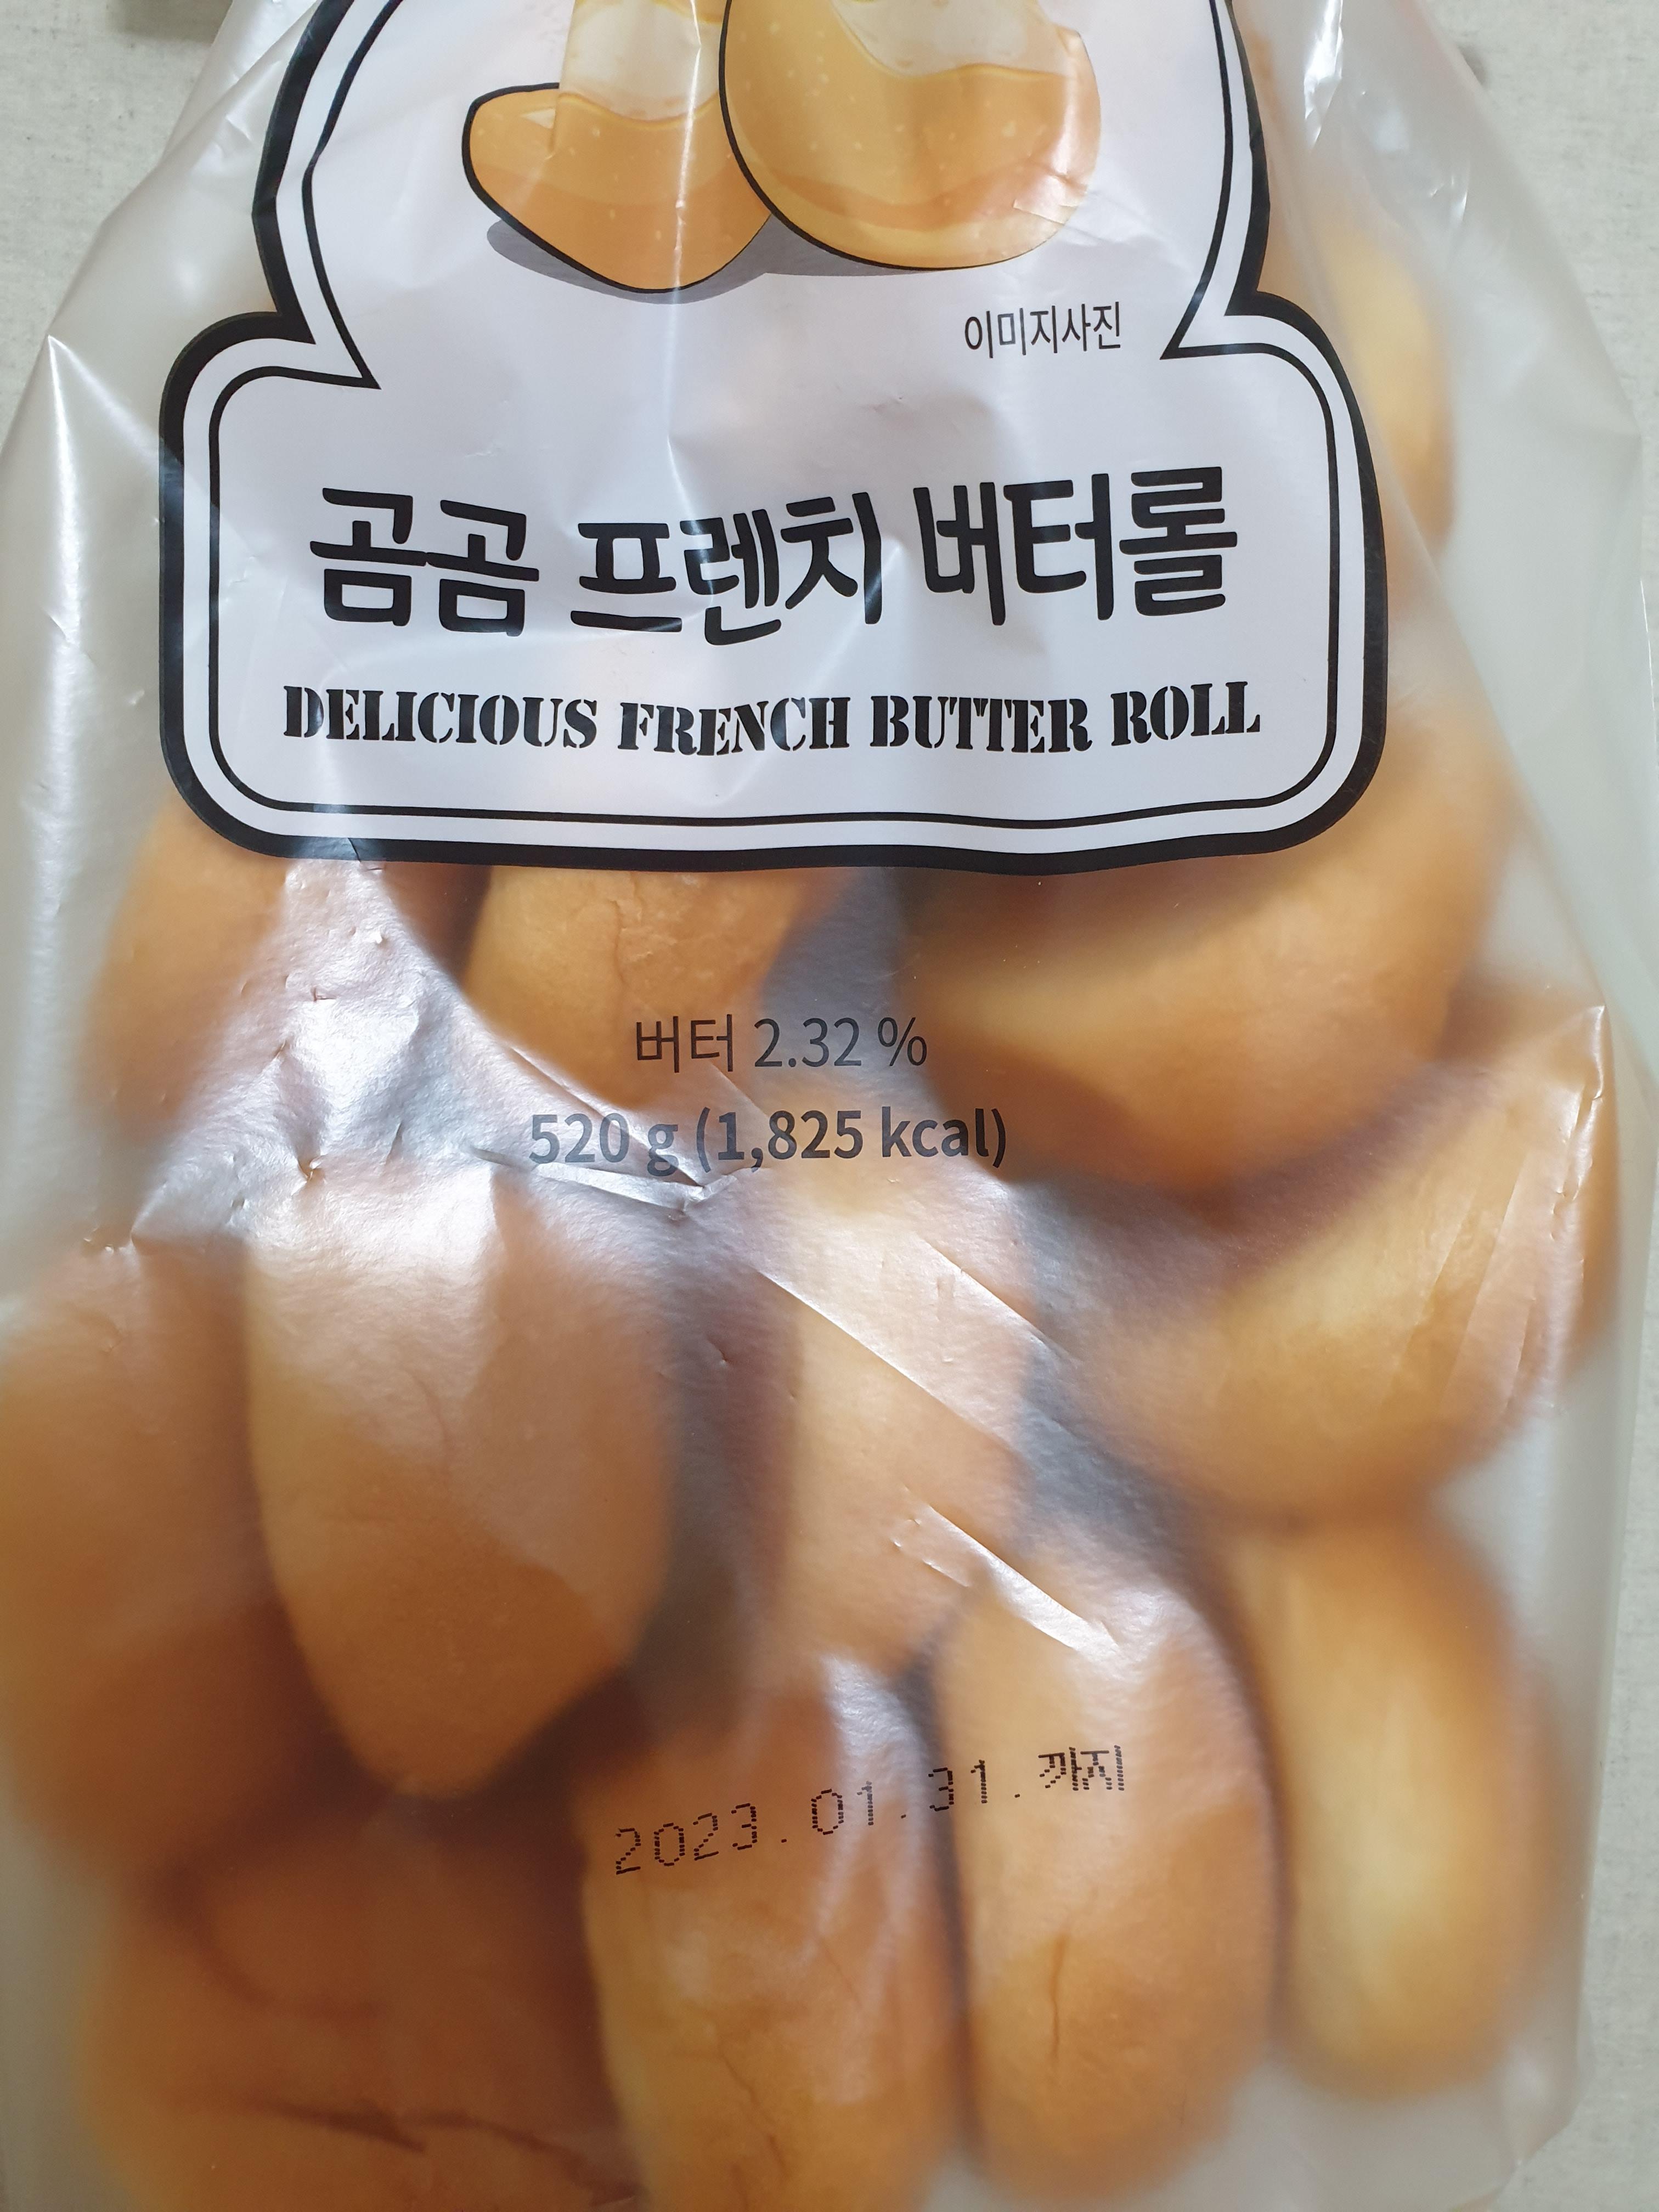 이미지사진
곰곰 프렌치 버터롤
DELICIOUS FRENCH BUTTER ROLL
버터 2.32 %
520 g (1,825 kcal)
2023.01.31.까지